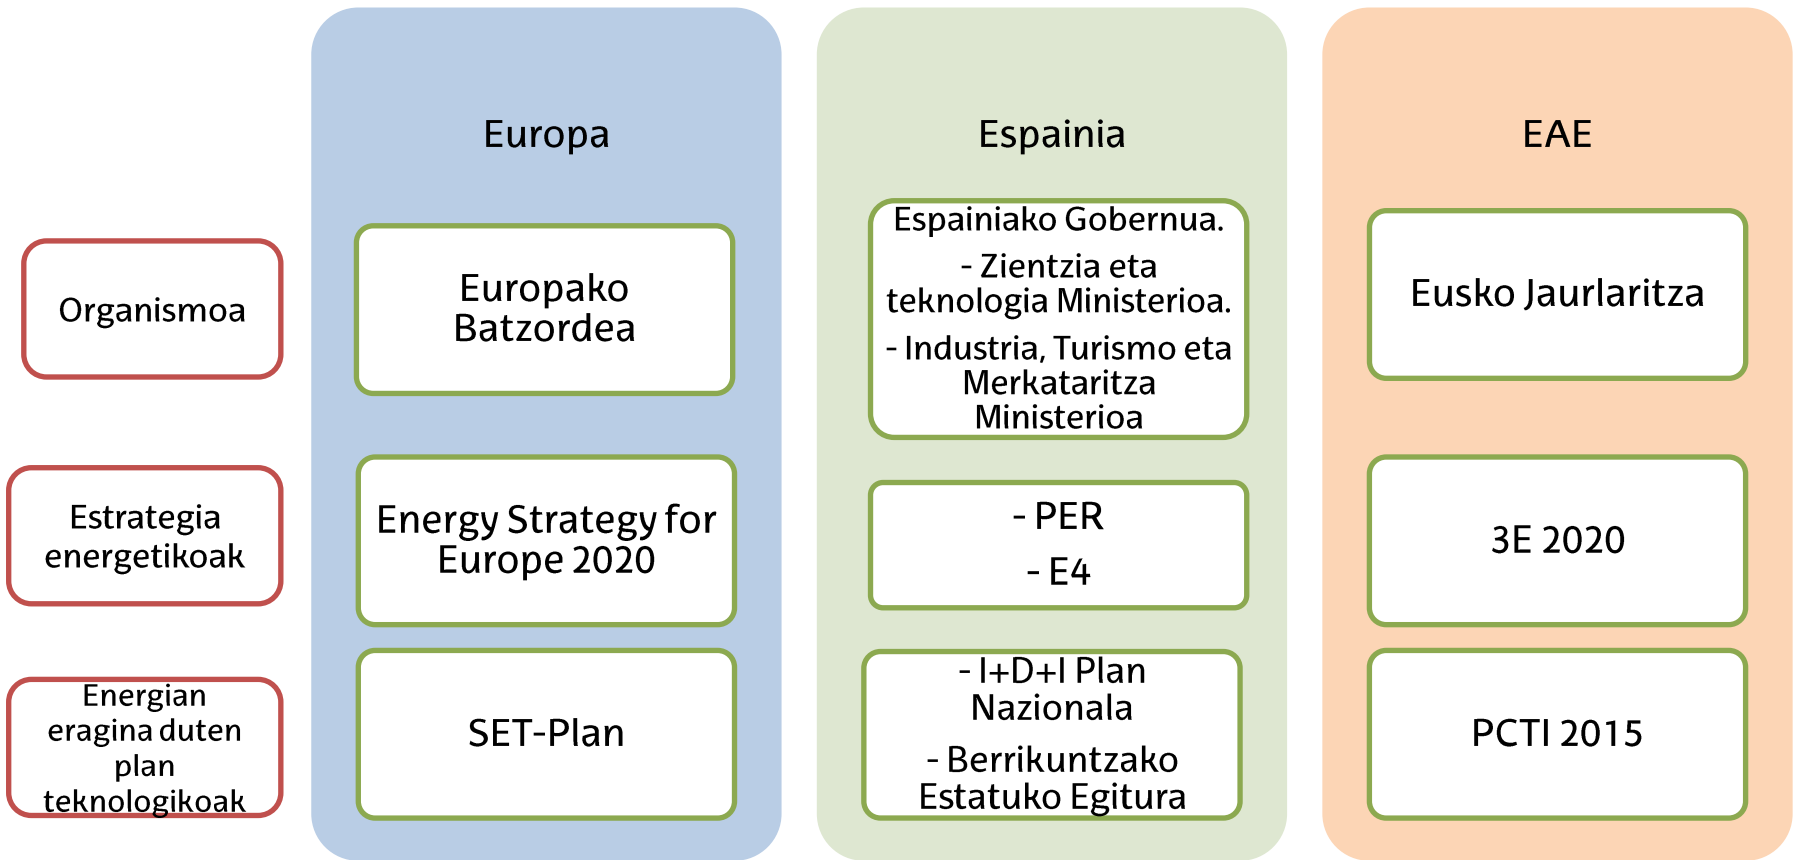 Europa
Espainia
EAE
Organismoa
Europako
Batzordea
Espainiako Gobernua.
- Zientzia eta
teknologia Ministerioa.
- Industria, Turismo eta
Merkataritza
Ministerioa
Eusko Jaurlaritza
Estrategia
energetikoak
Energy Strategy for
Europe 2020
- PER
- E4
3E 2020
Energian
eragina duten
plan
teknologikoak
SET-Plan
- I+D+I Plan
Nazionala
- Berrikuntzako
Estatuko Egitura
PCTI 2015